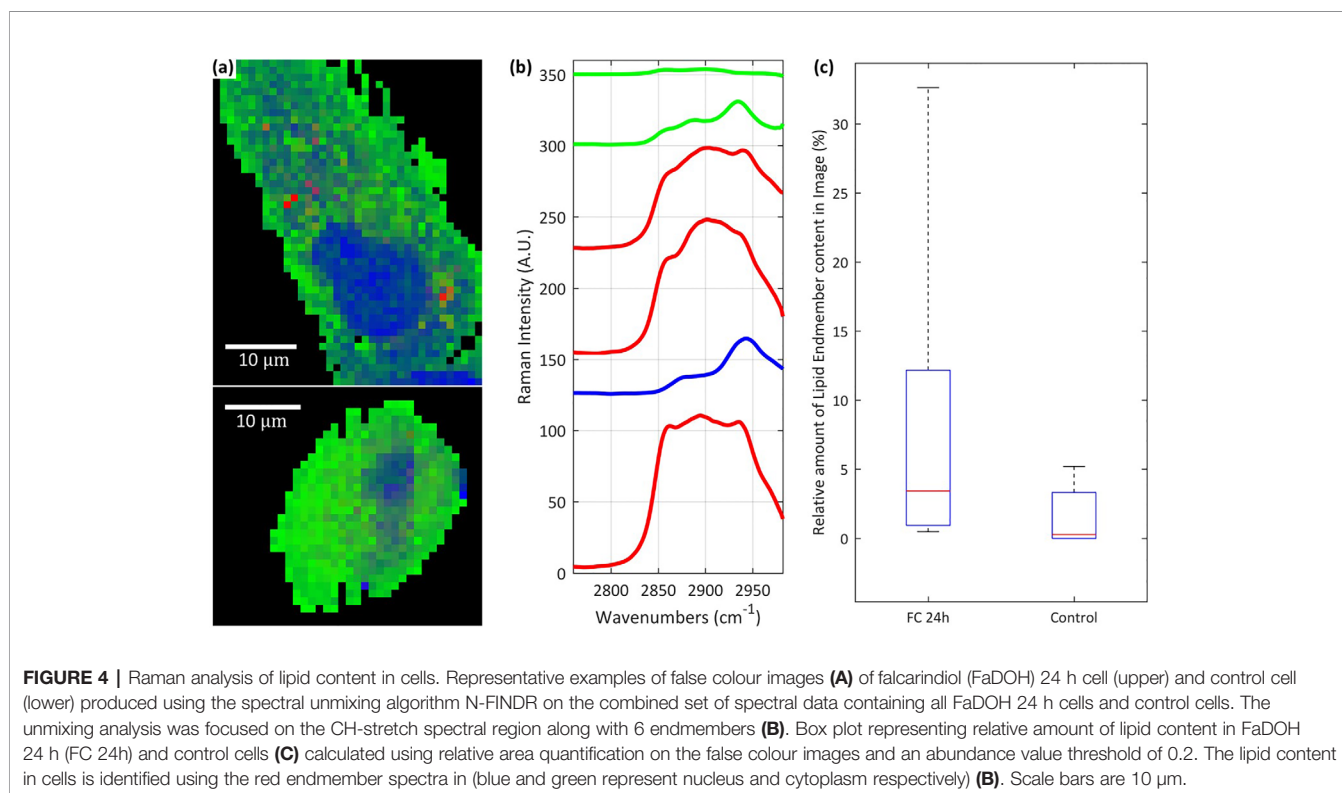 (a)
10 µm
10 µm
(b)
350
300
250
200
150
100
50
0
Raman Intensity (A.U.)
2800 2850 2900 2950
Wavenumbers (cm⁻¹)
(c)
30
25
20
15
10
5
0
Relative amount of Lipid Endmember content in Image (%)
FC 24h Control
FIGURE 4 | Raman analysis of lipid content in cells. Representative examples of false colour images (A) of falcarindiol (FaDOH) 24 h cell (upper) and control cell
(lower) produced using the spectral unmixing algorithm N-FINDR on the combined set of spectral data containing all FaDOH 24 h cells and control cells. The
unmixing analysis was focused on the CH-stretch spectral region along with 6 endmembers (B). Box plot representing relative amount of lipid content in FaDOH
24 h (FC 24h) and control cells (C) calculated using relative area quantification on the false colour images and an abundance value threshold of 0.2. The lipid content
in cells is identified using the red endmember spectra in (blue and green represent nucleus and cytoplasm respectively) (B). Scale bars are 10 µm.